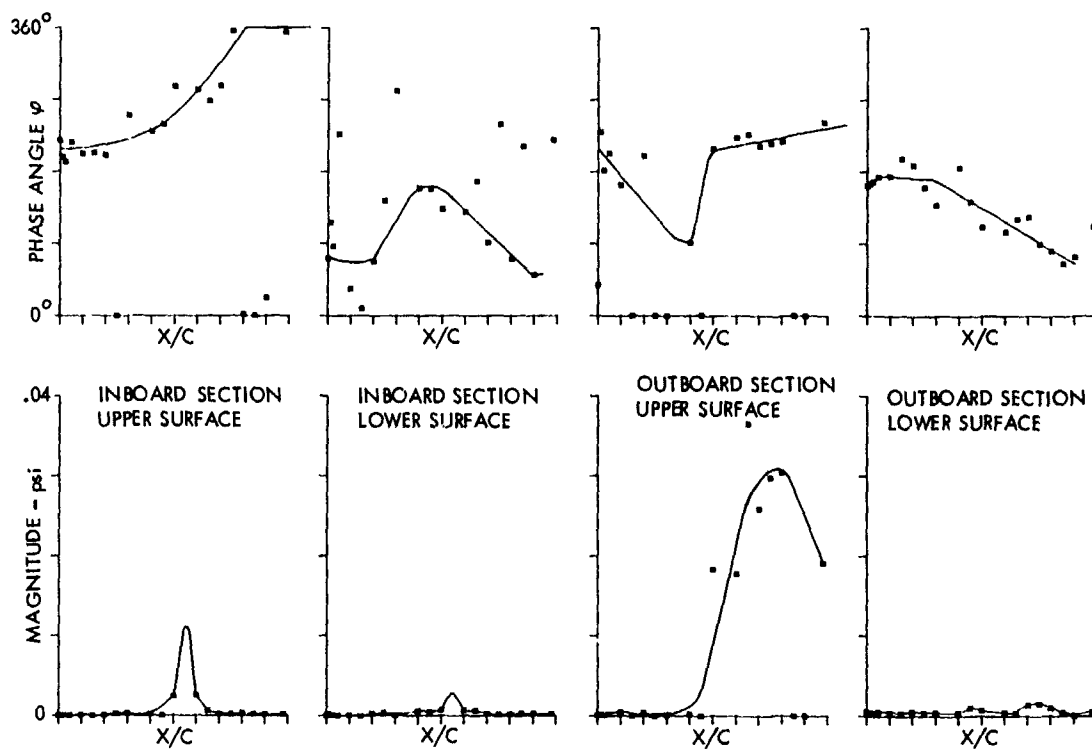 360°
PHASE ANGLE φ
0°
X/C
X/C
X/C
X/C
.04
MAGNITUDE - psi
0
INBOARD SECTION
UPPER SURFACE
INBOARD SECTION
LOWER SURFACE
OUTBOARD SECTION
UPPER SURFACE
OUTBOARD SECTION
LOWER SURFACE
X/C
X/C
X/C
X/C